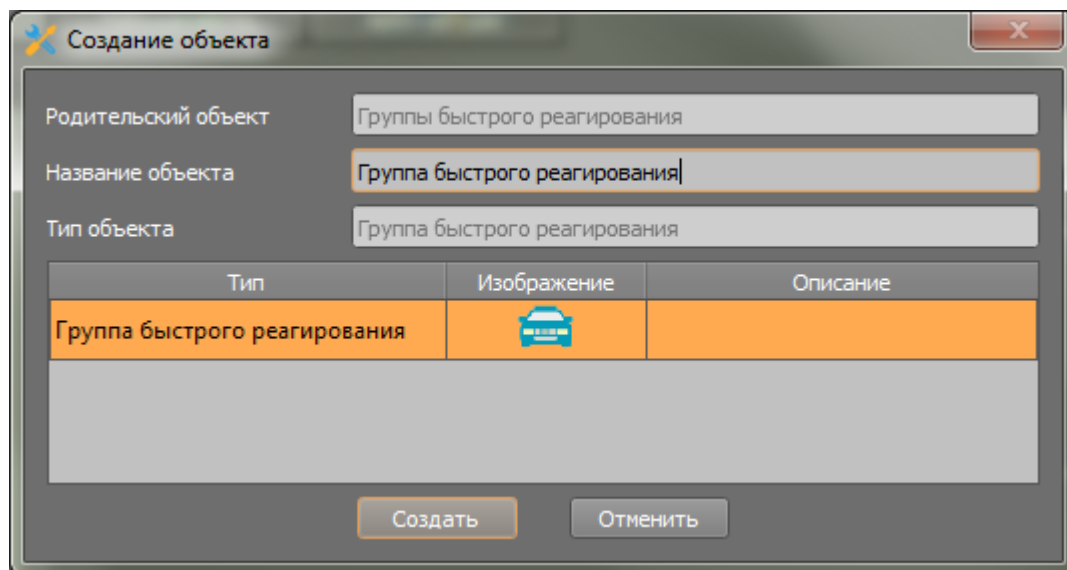 Создание объекта
Родительский объект Группы быстрого реагирования
Название объекта Группа быстрого реагирования
Тип объекта Группа быстрого реагирования
Тип Изображение Описание
Группа быстрого реагирования
Создать Отменить